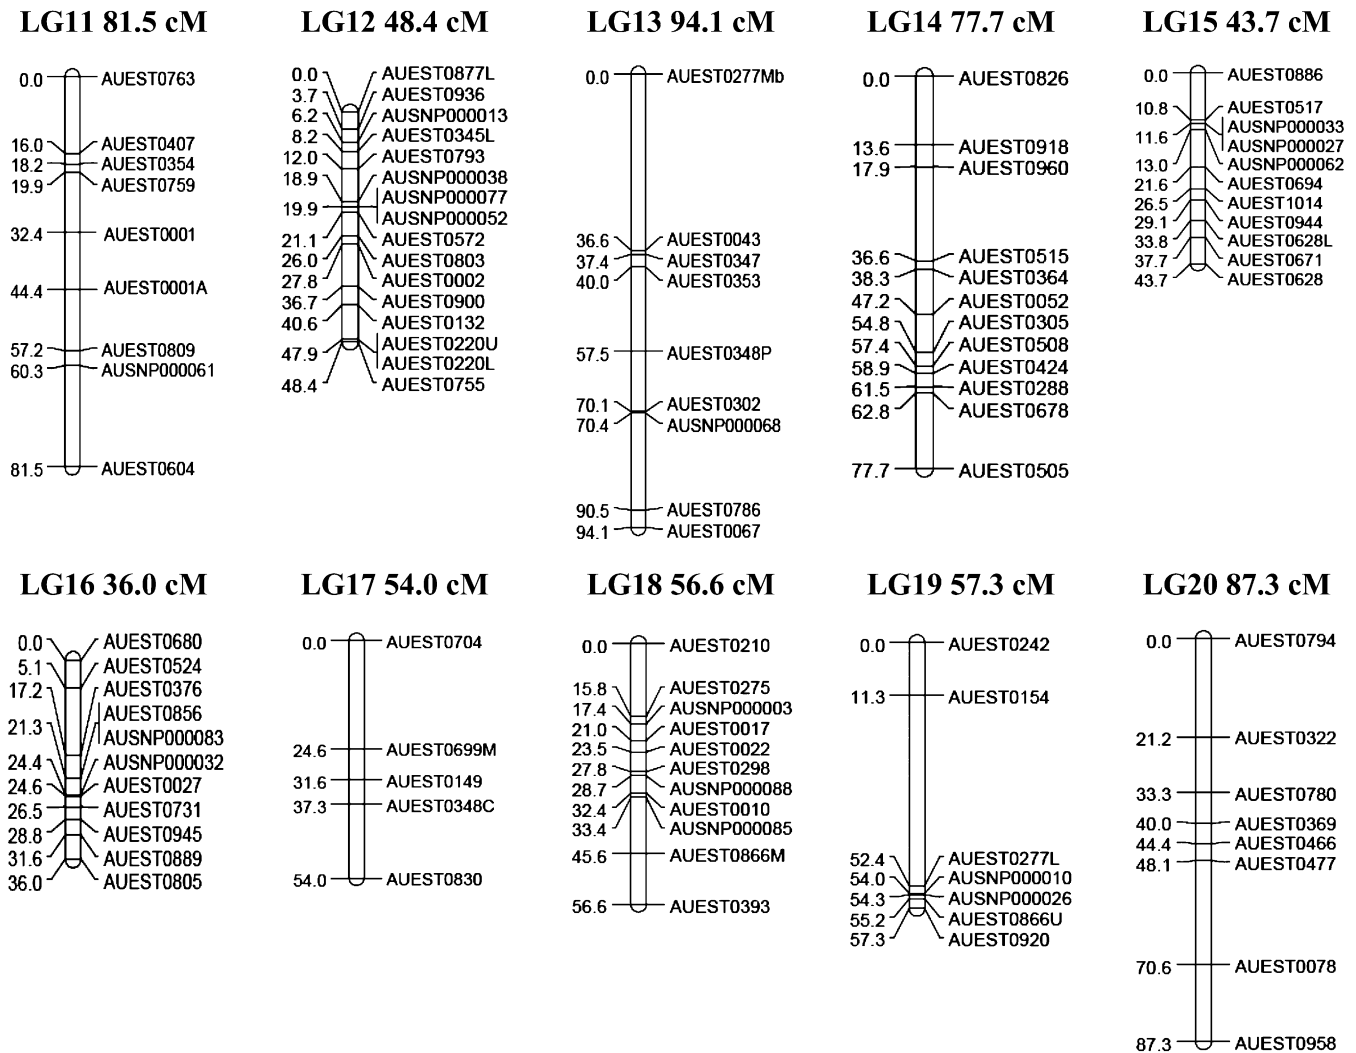 LG11 81.5 cM
0.0 AUEST0763
16.0 AUEST0407
18.2 AUEST0354
19.9 AUEST0759
32.4 AUEST0001
44.4 AUEST0001A
57.2 AUEST0809
60.3 AUSNP000061
81.5 AUEST0604
LG12 48.4 cM
0.0 AUEST0877L
3.7 AUEST0936
6.2 AUSNP000013
8.2 AUEST0345L
12.0 AUEST0793
18.9 AUSNP000038
19.9 AUSNP000077
AUSNP000052
21.1 AUEST0572
26.0 AUEST0803
27.8 AUEST0002
36.7 AUEST0900
40.6 AUEST0132
47.9 AUEST0220U
AUEST0220L
48.4 AUEST0755
LG13 94.1 cM
0.0 AUEST0277Mb
36.6 AUEST0043
37.4 AUEST0347
40.0 AUEST0353
57.5 AUEST0348P
70.1 AUEST0302
70.4 AUSNP000068
90.5 AUEST0786
94.1 AUEST0067
LG14 77.7 cM
0.0 AUEST0826
13.6 AUEST0918
17.9 AUEST0960
36.6 AUEST0515
38.3 AUEST0364
47.2 AUEST0052
54.8 AUEST0305
57.4 AUEST0508
58.9 AUEST0424
61.5 AUEST0288
62.8 AUEST0678
77.7 AUEST0505
LG15 43.7 cM
0.0 AUEST0886
10.8 AUEST0517
11.6 AUSNP000033
AUSNP000027
13.0 AUSNP000062
21.6 AUEST0694
26.5 AUEST1014
29.1 AUEST0944
33.8 AUEST0628L
37.7 AUEST0671
43.7 AUEST0628
LG16 36.0 cM
0.0 AUEST0680
5.1 AUEST0524
17.2 AUEST0376
21.3 AUEST0856
AUSNP000083
24.4 AUSNP000032
24.6 AUEST0027
26.5 AUEST0731
28.8 AUEST0945
31.6 AUEST0889
36.0 AUEST0805
LG17 54.0 cM
0.0 AUEST0704
24.6 AUEST0699M
31.6 AUEST0149
37.3 AUEST0348C
54.0 AUEST0830
LG18 56.6 cM
0.0 AUEST0210
15.8 AUEST0275
17.4 AUSNP000003
21.0 AUEST0017
23.5 AUEST0022
27.8 AUEST0298
28.7 AUSNP000088
32.4 AUEST0010
33.4 AUSNP000085
45.6 AUEST0866M
56.6 AUEST0393
LG19 57.3 cM
0.0 AUEST0242
11.3 AUEST0154
52.4 AUEST0277L
54.0 AUSNP000010
54.3 AUSNP000026
55.2 AUEST0866U
57.3 AUEST0920
LG20 87.3 cM
0.0 AUEST0794
21.2 AUEST0322
33.3 AUEST0780
40.0 AUEST0369
44.4 AUEST0466
48.1 AUEST0477
70.6 AUEST0078
87.3 AUEST0958